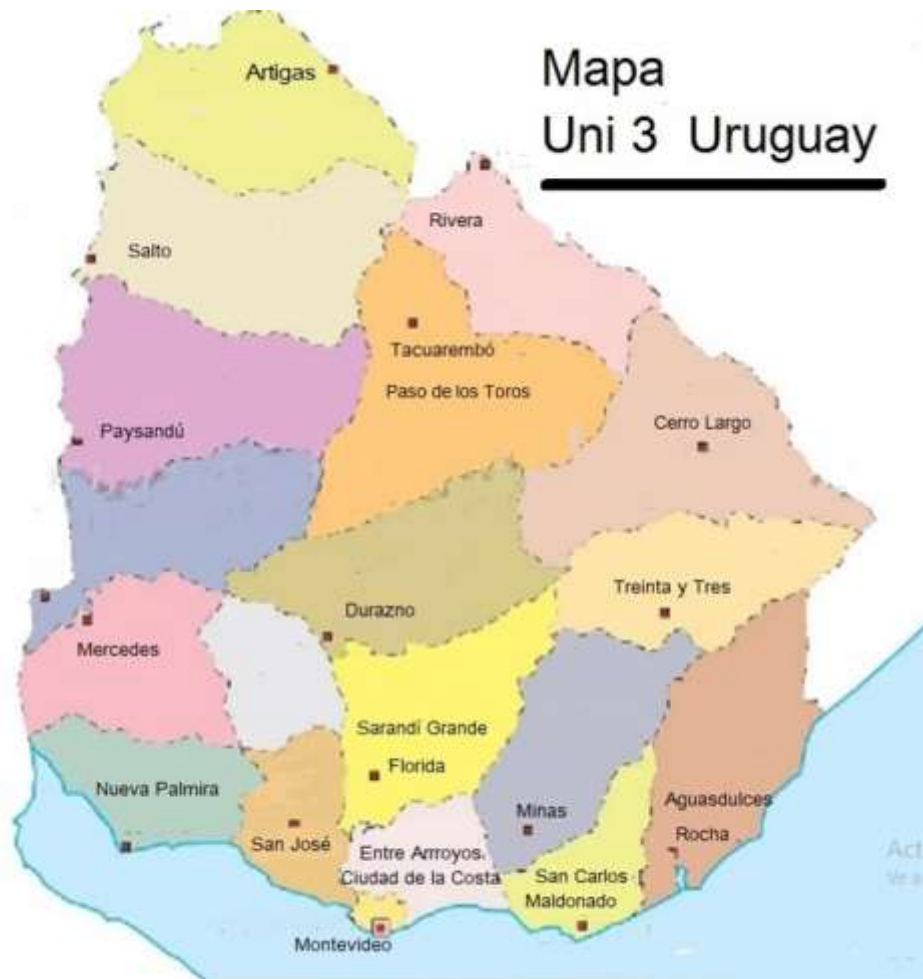 Mapa
Uni 3 Uruguay
Artigas
Rivera
Salto
Tacuarembó
Paso de los Toros
Paysandú
Cerro Largo
Treinta y Tres
Durazno
Mercedes
Sarandí Grande
Florida
Nueva Palmira
Minas
Aguasdulces
Rocha
San José
Entre Arrroyos.
Ciudad de la Costa
San Carlos
Maldonado
Montevideo
Act